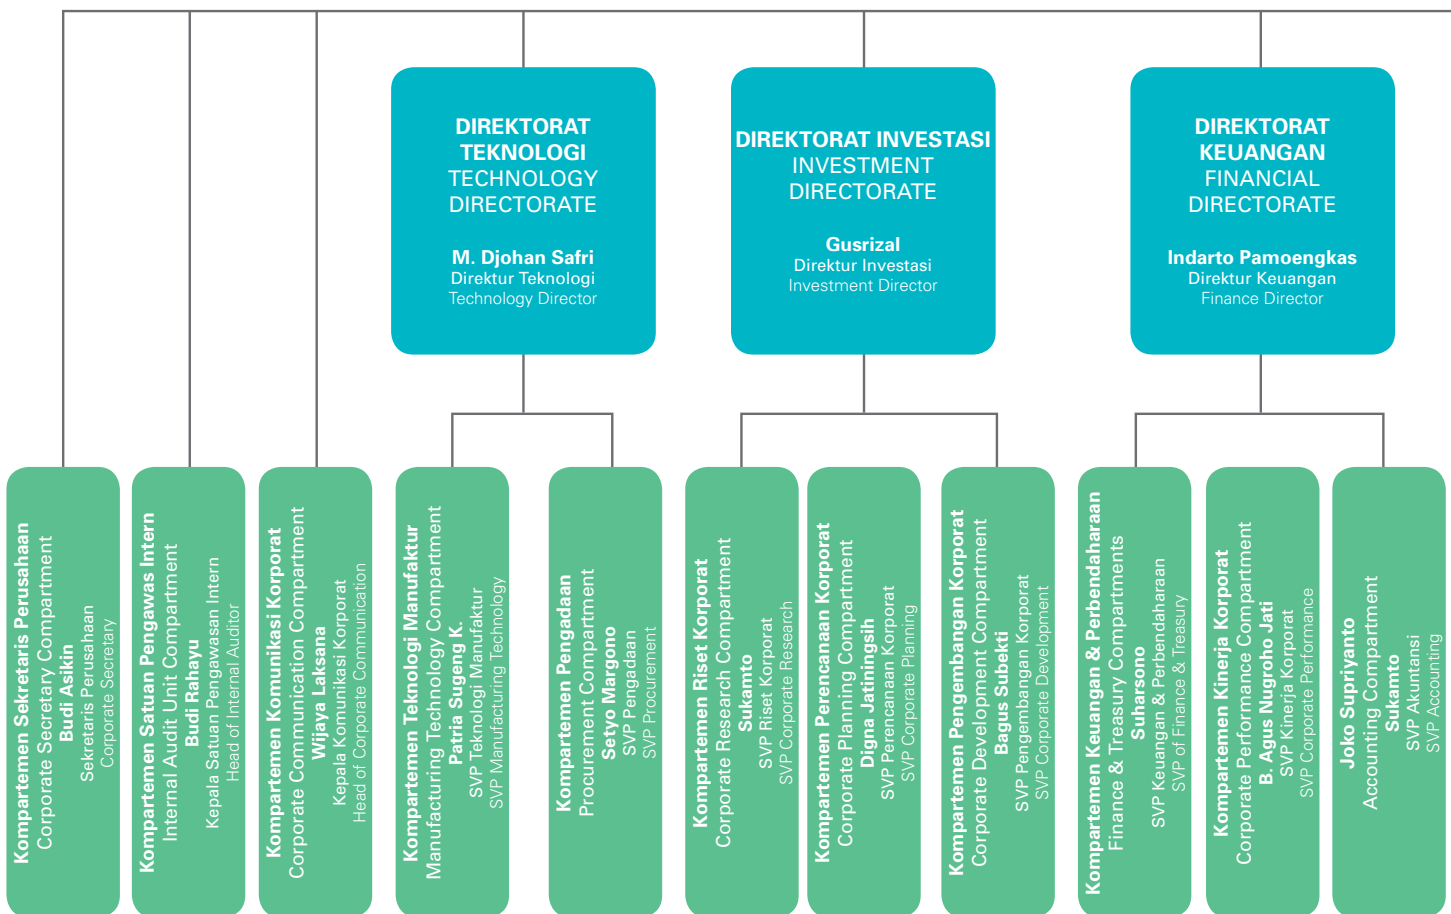 DIREKTORAT
TEKNOLOGI
TECHNOLOGY
DIRECTORATE
M. Djohan Safri
Direktur Teknologi
Technology Director
DIREKTORAT INVESTASI
INVESTMENT
DIRECTORATE
Gusrizal
Direktur Investasi
Investment Director
DIREKTORAT
KEUANGAN
FINANCIAL
DIRECTORATE
Indarto Pamoengkas
Direktur Keuangan
Finance Director
Kompartemen Sekretaris Perusahaan
Corporate Secretary Compartment
Budi Asikin
Sekretaris Perusahaan
Corporate Secretary
Kompartemen Satuan Pengawas Intern
Internal Audit Unit Compartment
Budi Rahayu
Kepala Satuan Pengawasan Intern
Head of Internal Auditor
Kompartemen Komunikasi Korporat
Corporate Communication Compartment
Wijaya Laksana
Kepala Komunikasi Korporat
Head of Corporate Communication
Kompartemen Teknologi Manufaktur
Manufacturing Technology Compartment
Patria Sugeng K.
SVP Teknologi Manufaktur
SVP Manufacturing Technology
Kompartemen Pengadaan
Procurement Compartment
Setyo Margono
SVP Pengadaan
SVP Procurement
Kompartemen Riset Korporat
Corporate Research Compartment
Sukamto
SVP Riset Korporat
SVP Corporate Research
Kompartemen Perencanaan Korporat
Corporate Planning Compartment
Digna Jatiningsih
SVP Perencanaan Korporat
SVP Corporate Planning
Kompartemen Pengembangan Korporat
Corporate Development Compartment
Bagus Subekti
SVP Pengembangan Korporat
SVP Corporate Development
Kompartemen Keuangan & Perbendaharaan
Finance & Treasury Compartments
Suharsono
SVP Keuangan & Perbendaharaan
SVP of Finance & Treasury
Kompartemen Kinerja Korporat
Corporate Performance Compartment
B. Agus Nugroho Jati
SVP Kinerja Korporat
SVP Corporate Performance
Joko Supriyanto
Accounting Compartment
Sukamto
SVP Akuntansi
SVP Accounting